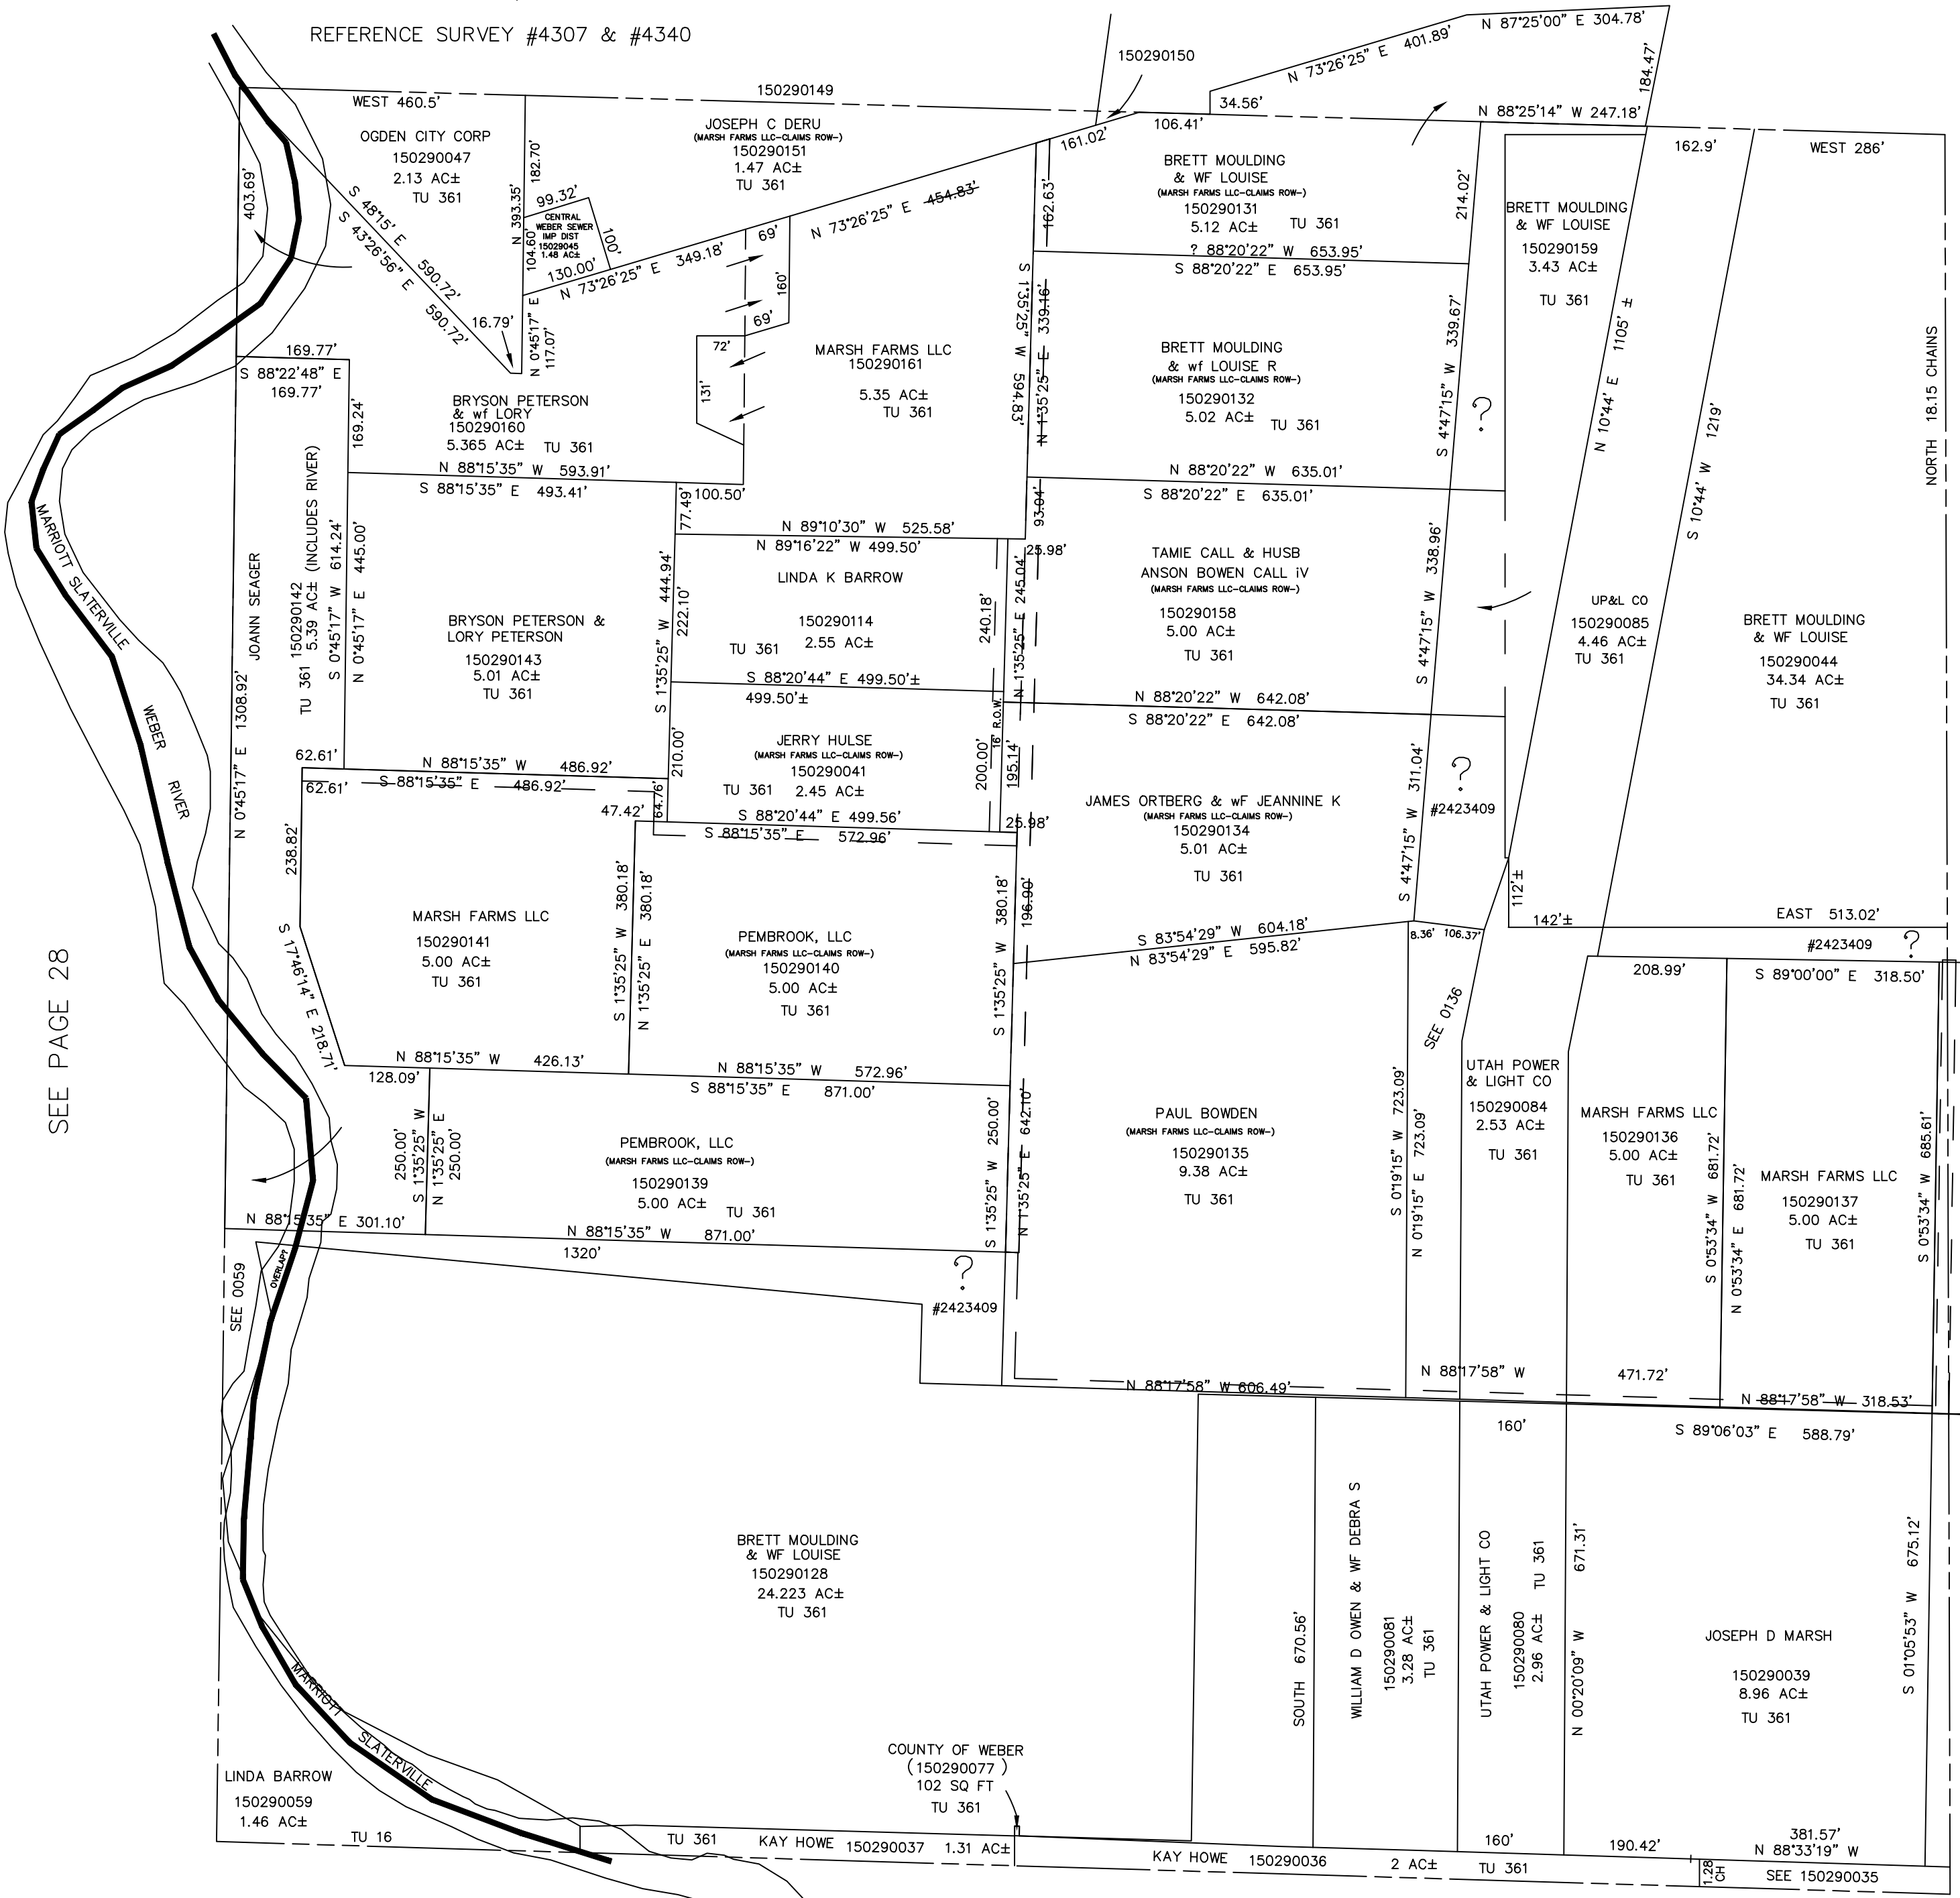 REFERENCE SURVEY #4307 & #4340
N 87°25'00" E 304.78'
N 73°26'25" E 401.89'
184.47'
150290150
34.56'
N 88°25'14" W 247.18'
150290149
WEST 460.5'
106.41'
161.02'
162.9'
WEST 286'
OGDEN CITY CORP
150290047
2.13 AC±
TU 361
403.69'
S 48°15' E 590.72'
S 43°26'56" E 590.72'
16.79'
182.70'
N 393.35'
104.60'
99.32'
100'
130.00'
CENTRAL
WEBER SEWER
IMP DIST
15029045
1.48 AC±
N 0°45'17" E
117.07'
JOSEPH C DERU
(MARSH FARMS LLC-CLAIMS ROW-)
150290151
1.47 AC±
TU 361
N 73°26'25" E 349.18'
69'
160'
69'
72'
131'
N 73°26'25" E 454.83'
162.63'
BRETT MOULDING
& WF LOUISE
(MARSH FARMS LLC-CLAIMS ROW-)
150290131
5.12 AC±
TU 361
214.02'
? 88°20'22" W 653.95'
S 88°20'22" E 653.95'
BRETT MOULDING
& WF LOUISE
150290159
3.43 AC±
TU 361
N 10°44' E 1105' ±
S 10°44' W 1219'
NORTH 18.15 CHAINS
169.77'
S 88°22'48" E
169.77'
169.24'
BRYSON PETERSON
& wf LORY
150290160
5.365 AC±
TU 361
N 88°15'35" W 593.91'
S 88°15'35" E 493.41'
100.50'
77.49'
MARSH FARMS LLC
150290161
5.35 AC±
TU 361
S 1°35'25" W 594.83'
N 1°35'25" E 339.16'
BRETT MOULDING
& wf LOUISE R
(MARSH FARMS LLC-CLAIMS ROW-)
150290132
5.02 AC±
TU 361
S 4°47'15" W 339.67'
?
N 88°20'22" W 635.01'
S 88°20'22" E 635.01'
93.04'
N 89°10'30" W 525.58'
N 89°16'22" W 499.50'
25.98'
MARRIOTT SLATERVILLE
WEBER RIVER
N 0°45'17" E 1308.92'
JOANN SEAGER
150290142
TU 361 5.39 AC± (INCLUDES RIVER)
S 0°45'17" W 614.24'
N 0°45'17" E 445.00'
BRYSON PETERSON &
LORY PETERSON
150290143
5.01 AC±
TU 361
S 1°35'25" W 444.94'
222.10'
LINDA K BARROW
150290114
TU 361 2.55 AC±
240.18'
N 1°35'25" E 245.04'
TAMIE CALL & HUSB
ANSON BOWEN CALL iV
(MARSH FARMS LLC-CLAIMS ROW-)
150290158
5.00 AC±
TU 361
S 4°47'15" W 338.96'
UP&L CO
150290085
4.46 AC±
TU 361
BRETT MOULDING
& WF LOUISE
150290044
34.34 AC±
TU 361
S 88°20'44" E 499.50'±
499.50'±
16' R.O.W.
N 88°20'22" W 642.08'
S 88°20'22" E 642.08'
JERRY HULSE
(MARSH FARMS LLC-CLAIMS ROW-)
150290041
TU 361 2.45 AC±
210.00'
200.00'
195.14'
S 88°20'44" E 499.56'
25.98'
62.61'
N 88°15'35" W 486.92'
62.61'
S 88°15'35" E 486.92'
47.42'
64.76'
S 88°15'35" E 572.96'
JAMES ORTBERG & wF JEANNINE K
(MARSH FARMS LLC-CLAIMS ROW-)
150290134
5.01 AC±
TU 361
S 4°47'15" W 311.04'
?
#2423409
112'±
142'±
EAST 513.02'
#2423409
?
238.82'
S 17°46'14" E 218.71'
MARSH FARMS LLC
150290141
5.00 AC±
TU 361
S 1°35'25" W 380.18'
N 1°35'25" E 380.18'
PEMBROOK, LLC
(MARSH FARMS LLC-CLAIMS ROW-)
150290140
5.00 AC±
TU 361
S 1°35'25" W 380.18'
196.90'
S 83°54'29" W 604.18'
N 83°54'29" E 595.82'
8.36'
106.37'
SEE 0136
208.99'
S 89°00'00" E 318.50'
SEE PAGE 28
N 88°15'35" W 426.13'
128.09'
N 88°15'35" W 572.96'
S 88°15'35" E 871.00'
S 1°35'25" W
250.00'
N 1°35'25" E
250.00'
PEMBROOK, LLC
(MARSH FARMS LLC-CLAIMS ROW-)
150290139
5.00 AC±
TU 361
S 1°35'25" W 250.00'
N 1°35'25" E 642.10'
PAUL BOWDEN
(MARSH FARMS LLC-CLAIMS ROW-)
150290135
9.38 AC±
TU 361
S 0°19'15" W 723.09'
N 0°19'15" E 723.09'
UTAH POWER
& LIGHT CO
150290084
2.53 AC±
TU 361
MARSH FARMS LLC
150290136
5.00 AC±
TU 361
S 0°53'34" W 681.72'
N 0°53'34" E 681.72'
MARSH FARMS LLC
150290137
5.00 AC±
TU 361
S 0°53'34" W 685.61'
N 88°15'35" E 301.10'
N 88°15'35" W 871.00'
1320'
OVERLAP?
SEE 0059
?
#2423409
N 88°17'58" W 606.49'
N 88°17'58" W 471.72'
N 88°17'58" W 318.53'
160'
S 89°06'03" E 588.79'
BRETT MOULDING
& WF LOUISE
150290128
24.223 AC±
TU 361
SOUTH 670.56'
WILLIAM D OWEN & WF DEBRA S
150290081
3.28 AC±
TU 361
UTAH POWER & LIGHT CO
150290080
2.96 AC± TU 361
N 00°20'09" W 671.31'
JOSEPH D MARSH
150290039
8.96 AC±
TU 361
S 01°05'53" W 675.12'
MARRIOTT SLATERVILLE
LINDA BARROW
150290059
1.46 AC±
TU 16
COUNTY OF WEBER
(150290077 )
102 SQ FT
TU 361
TU 361 KAY HOWE 150290037 1.31 AC±
KAY HOWE 150290036 2 AC± TU 361
160'
190.42'
381.57'
N 88°33'19" W
1.28
CH
SEE 150290035